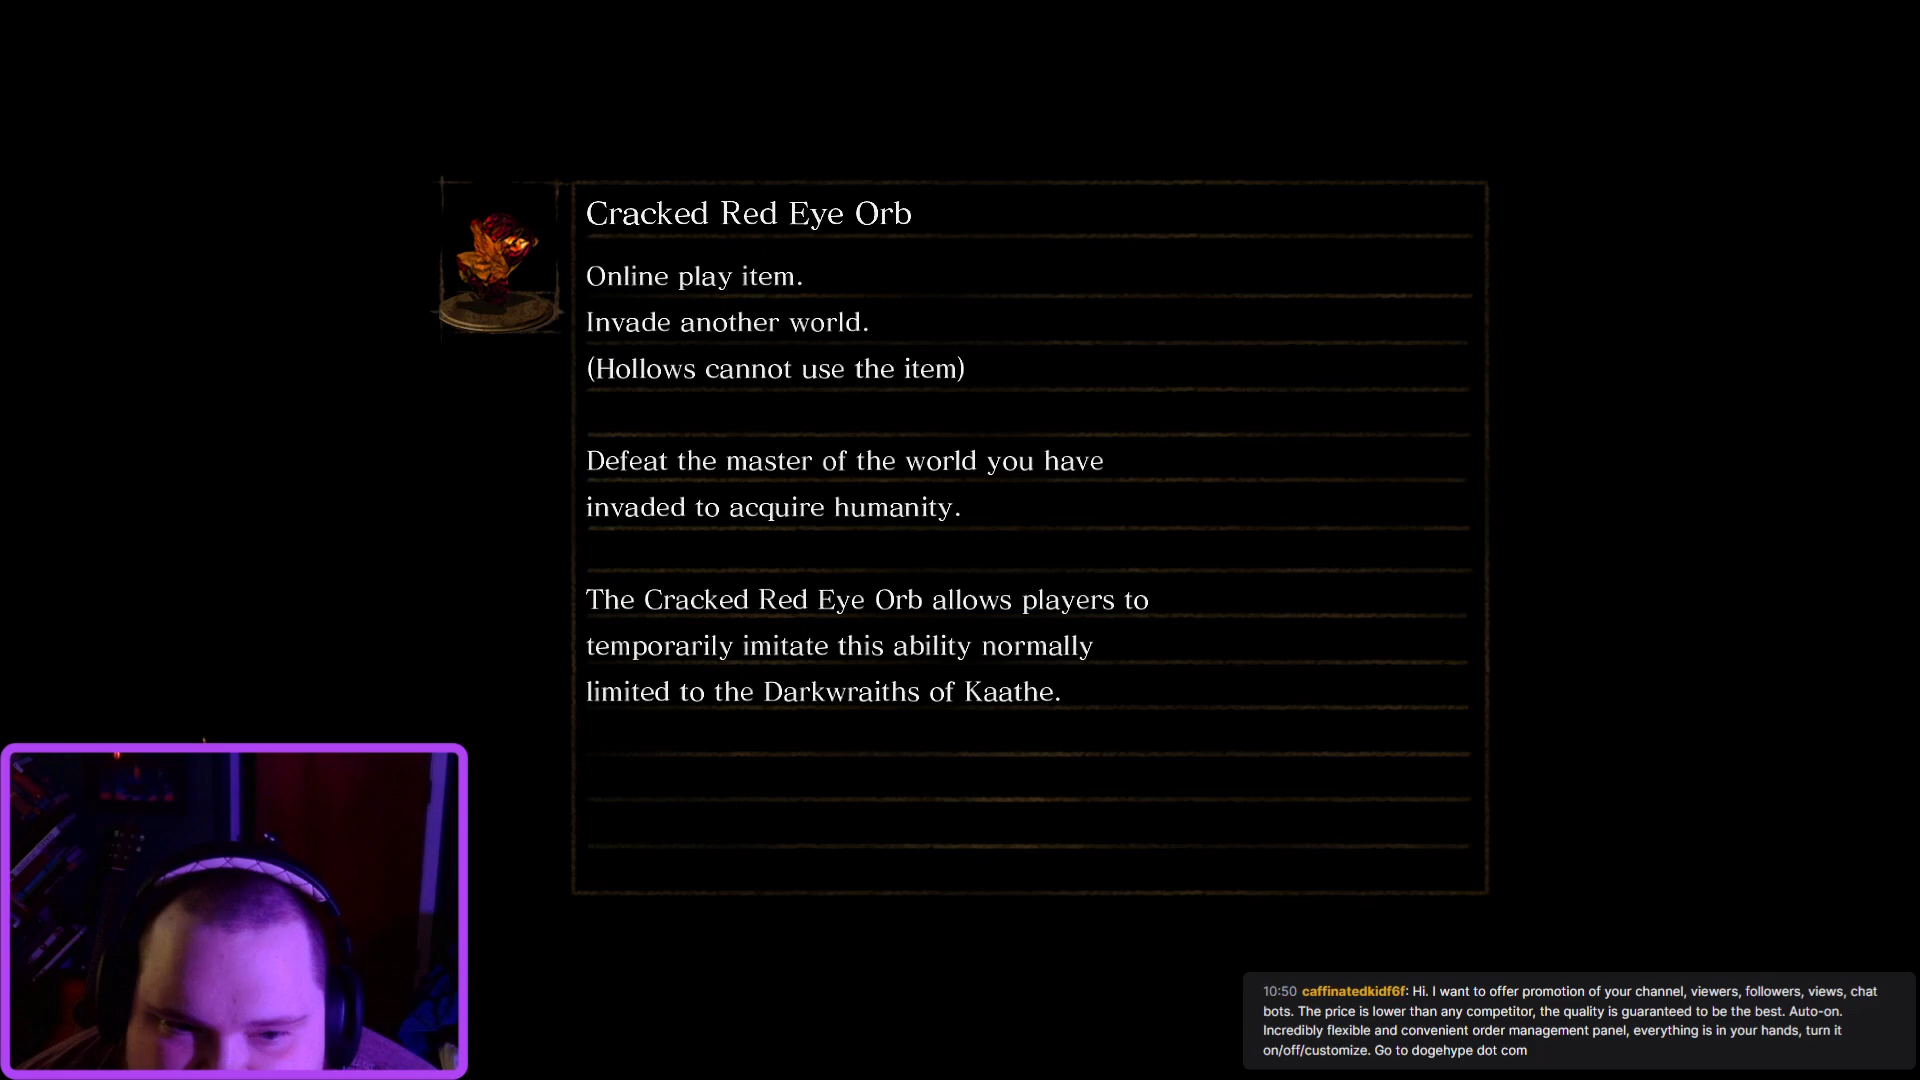 Cracked Red Eye Orb
Online play item.
Invade another world.
(Hollows cannot use the item)
Defeat the master of the world you have
invaded to acquire humanity.
The Cracked Red Eye Orb allows players to
temporarily imitate this ability normally
limited to the Darkwraiths of Kaathe.
10:50 caffinatedkidf6f: Hi. I want to offer promotion of your channel, viewers, followers, views, chat
bots. The price is lower than any competitor, the quality is guaranteed to be the best. Auto-on.
Incredibly flexible and convenient order management panel, everything is in your hands, turn it
on/off/customize. Go to dogehype dot com